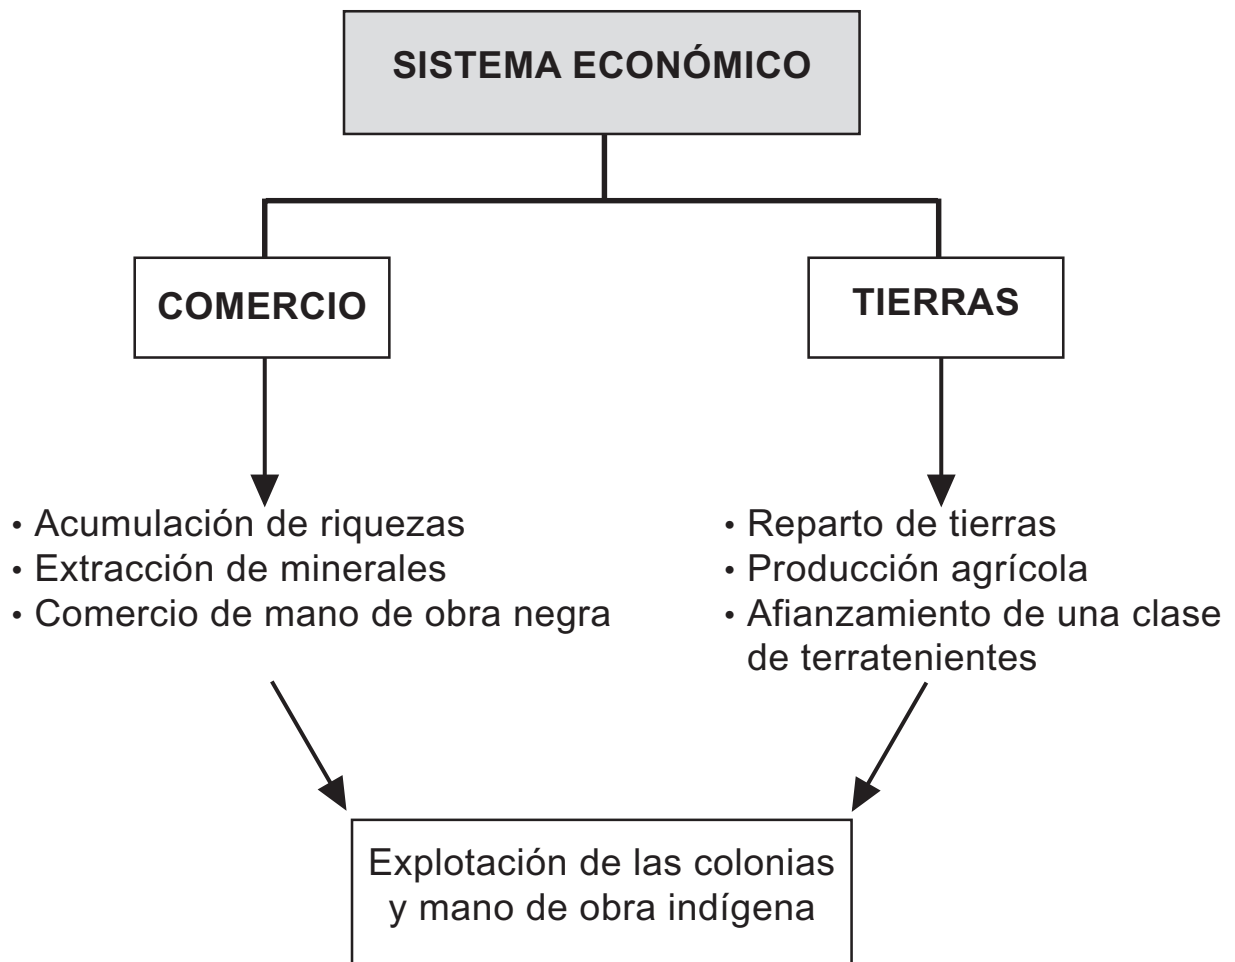 SISTEMA ECONÓMICO
COMERCIO
TIERRAS
• Acumulación de riquezas
• Extracción de minerales
• Comercio de mano de obra negra
• Reparto de tierras
• Producción agrícola
• Afianzamiento de una clase
de terratenientes
Explotación de las colonias
y mano de obra indígena